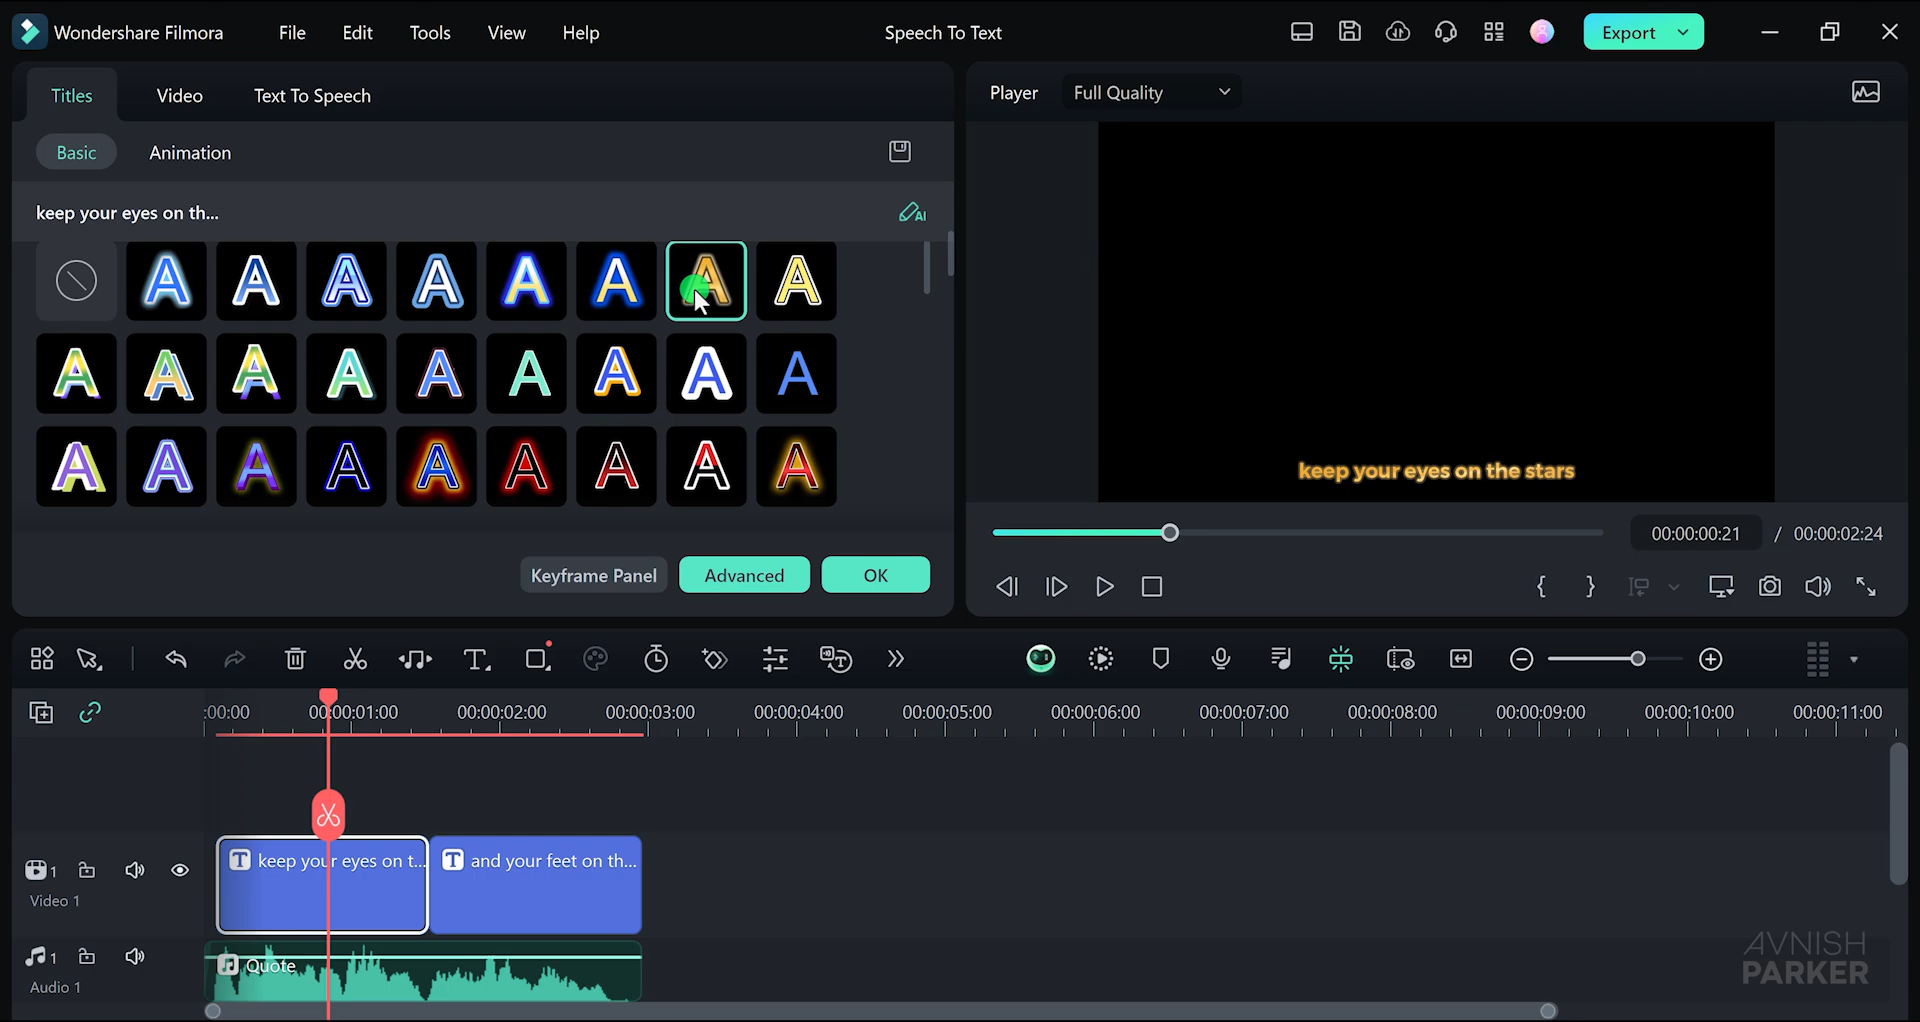 Wondershare Filmora
File
Edit
Tools
View
Help
Speech To Text
Export
Titles
Video
Text To Speech
Player
Full Quality
Basic
Animation
keep your eyes on th...
AI
A A A A A A A A
A A A A A A A A A
A A A A A A A A A
keep your eyes on the stars
Keyframe Panel
Advanced
OK
00:00:00:21 / 00:00:02:24
:00:00
00:00:01:00
00:00:02:00
00:00:03:00
00:00:04:00
00:00:05:00
00:00:06:00
00:00:07:00
00:00:08:00
00:00:09:00
00:00:10:00
00:00:11:00
T keep your eyes on t...
T and your feet on th...
1
Video 1
1
Audio 1
Quote
AVNISH
PARKER